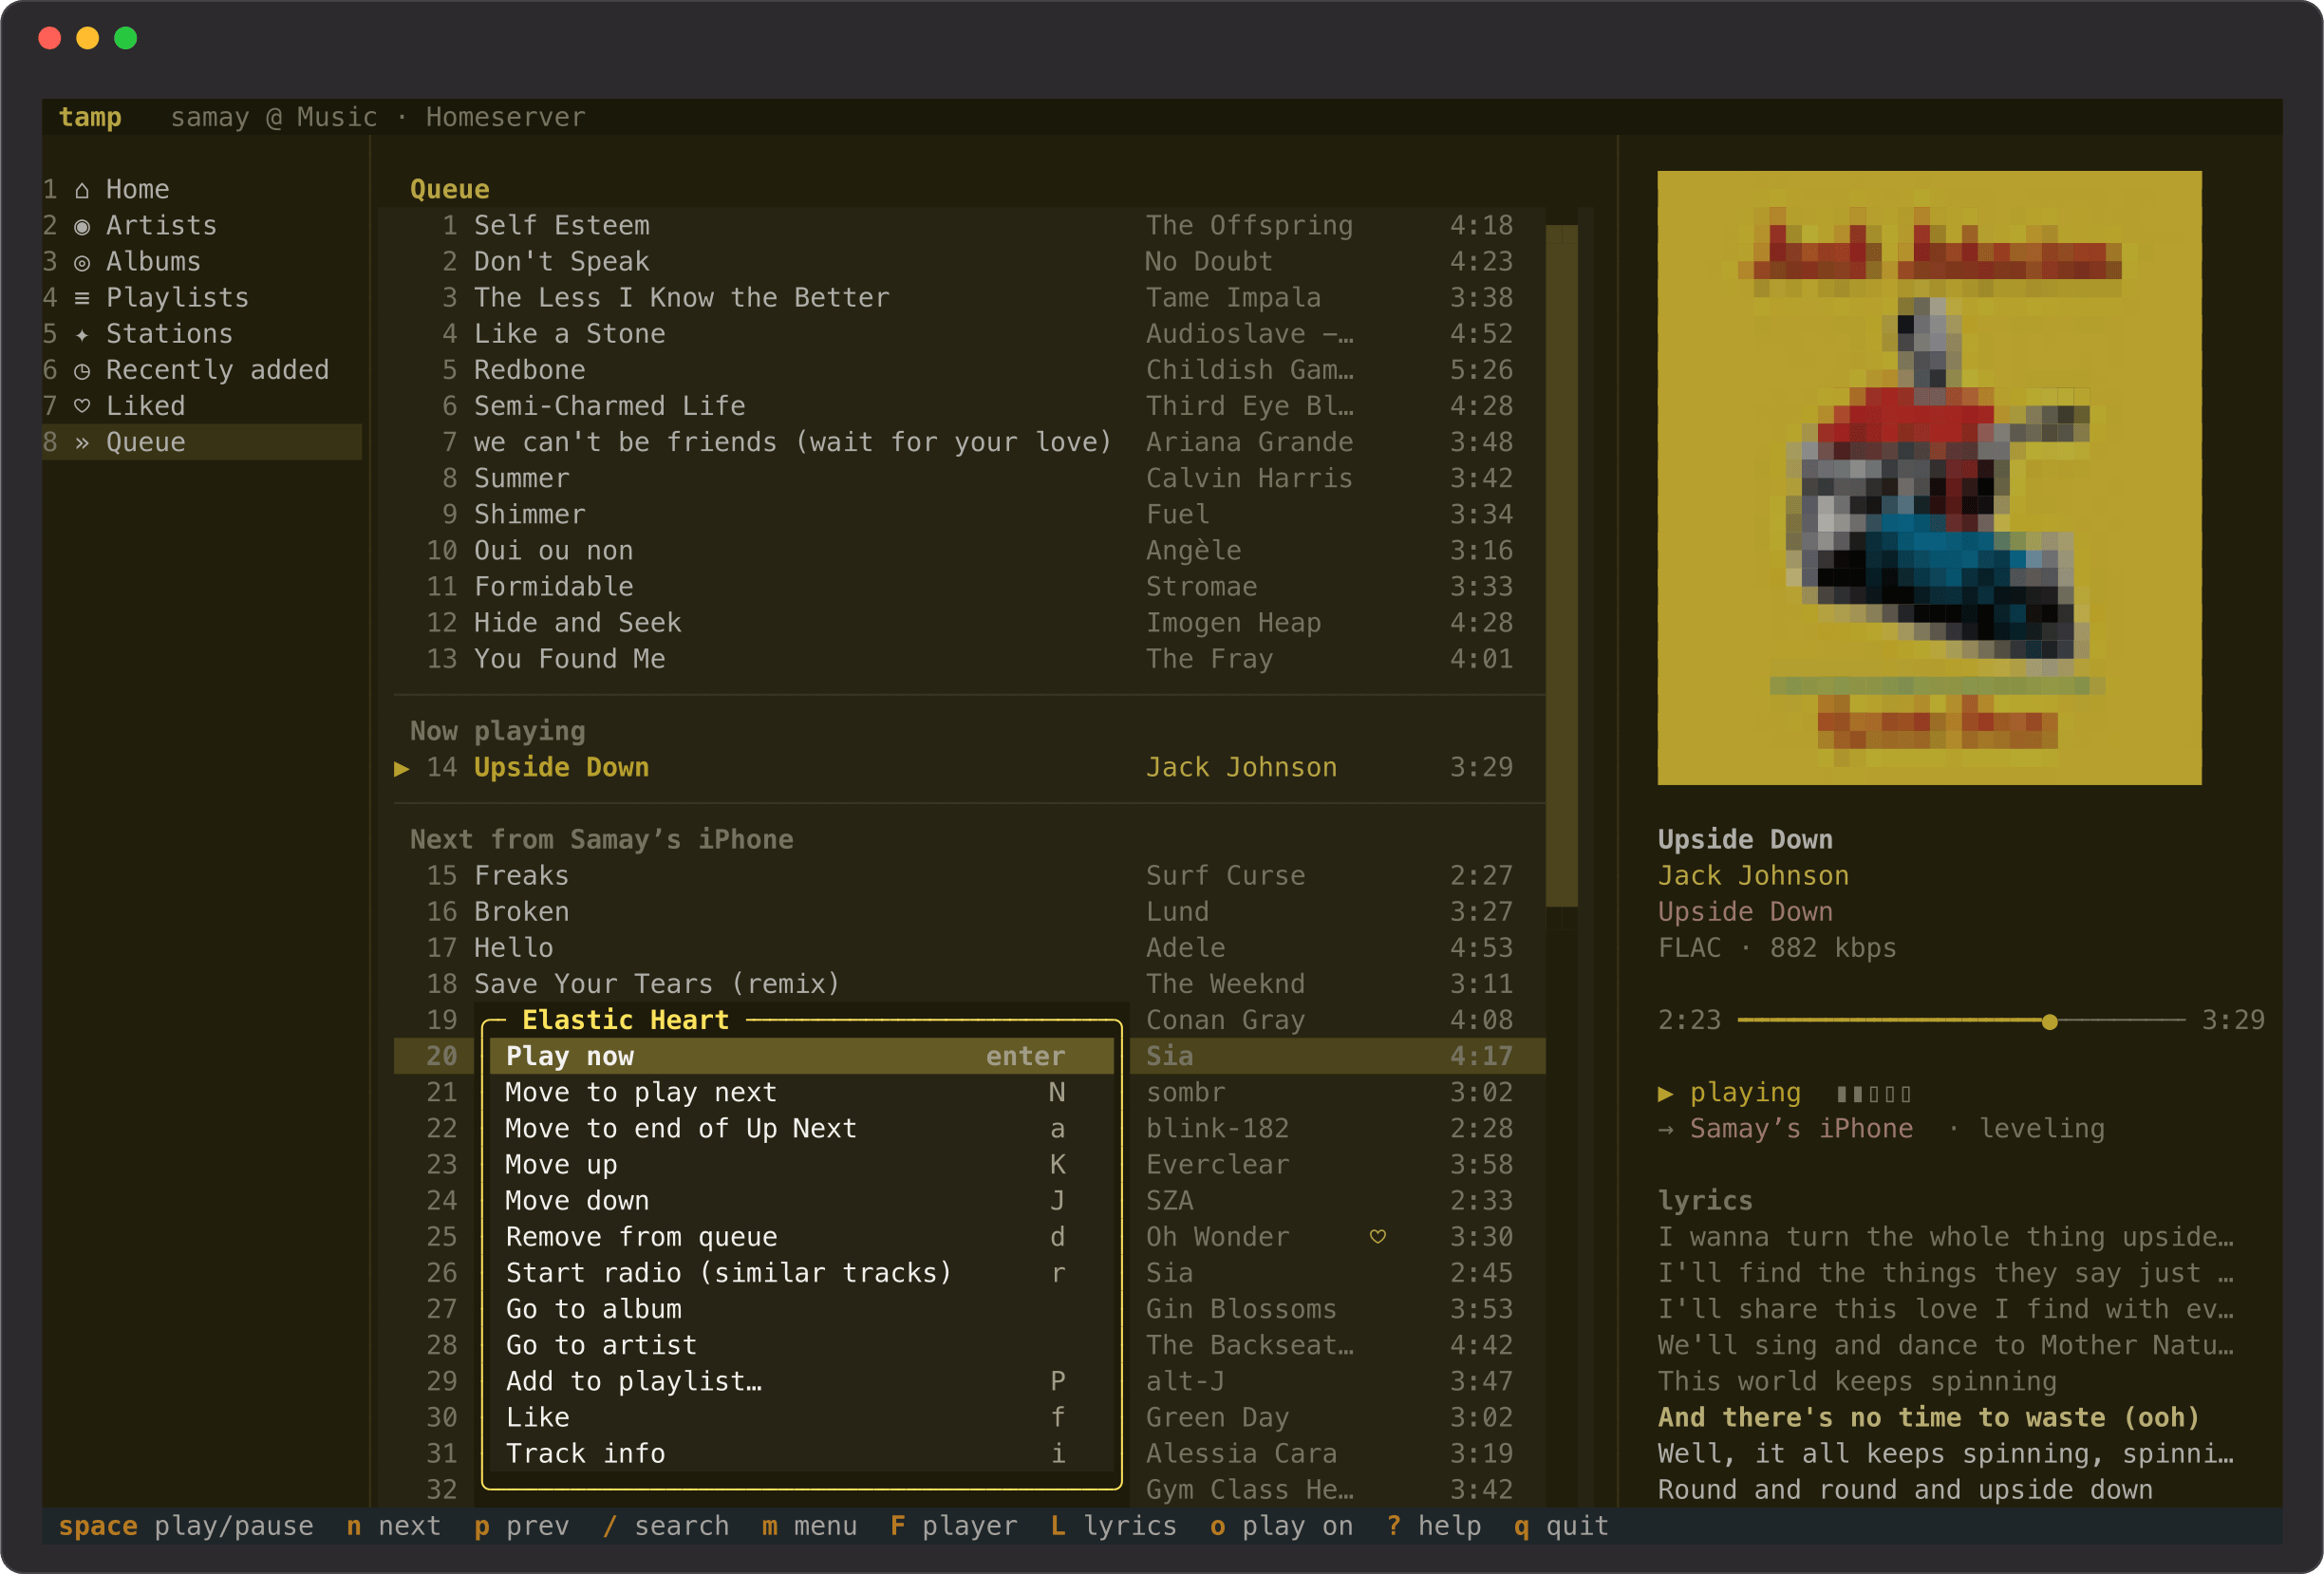 tamp samay @ Music · Homeserver
1 ⌂ Home
2 ◉ Artists
3 ◎ Albums
4 ≡ Playlists
5 ✦ Stations
6 ◷ Recently added
7 ♡ Liked
8 » Queue
Queue
1 Self Esteem The Offspring 4:18
2 Don't Speak No Doubt 4:23
3 The Less I Know the Better Tame Impala 3:38
4 Like a Stone Audioslave –… 4:52
5 Redbone Childish Gam… 5:26
6 Semi-Charmed Life Third Eye Bl… 4:28
7 we can't be friends (wait for your love) Ariana Grande 3:48
8 Summer Calvin Harris 3:42
9 Shimmer Fuel 3:34
10 Oui ou non Angèle 3:16
11 Formidable Stromae 3:33
12 Hide and Seek Imogen Heap 4:28
13 You Found Me The Fray 4:01
Now playing
▶ 14 Upside Down Jack Johnson 3:29
Next from Samay’s iPhone
15 Freaks Surf Curse 2:27
16 Broken Lund 3:27
17 Hello Adele 4:53
18 Save Your Tears (remix) The Weeknd 3:11
19 Conan Gray 4:08
20 Sia 4:17
21 sombr 3:02
22 blink-182 2:28
23 Everclear 3:58
24 SZA 2:33
25 Oh Wonder ♡ 3:30
26 Sia 2:45
27 Gin Blossoms 3:53
28 The Backseat… 4:42
29 alt-J 3:47
30 Green Day 3:02
31 Alessia Cara 3:19
32 Gym Class He… 3:42
Elastic Heart
Play now enter
Move to play next N
Move to end of Up Next a
Move up K
Move down J
Remove from queue d
Start radio (similar tracks) r
Go to album
Go to artist
Add to playlist… P
Like f
Track info i
Upside Down
Jack Johnson
Upside Down
FLAC · 882 kbps
2:23 3:29
▶ playing ▮▮▯▯▯
→ Samay’s iPhone · leveling
lyrics
I wanna turn the whole thing upside…
I'll find the things they say just …
I'll share this love I find with ev…
We'll sing and dance to Mother Natu…
This world keeps spinning
And there's no time to waste (ooh)
Well, it all keeps spinning, spinni…
Round and round and upside down
space play/pause n next p prev / search m menu F player L lyrics o play on ? help q quit